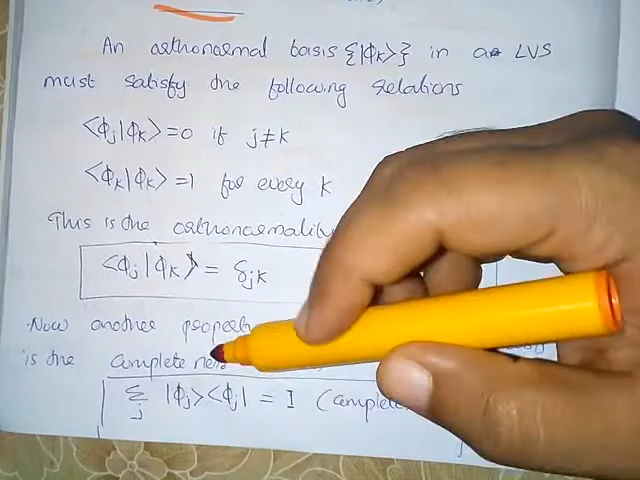 An orthonormal basis {|ϕₖ>} in a LVS
must satisfy the following relations
<ϕⱼ|ϕₖ> = 0 if j≠k
<ϕₖ|ϕₖ> = 1 for every k
This is the orthonormality
<ϕⱼ|ϕₖ> = δⱼₖ
Now another
is the
Σⱼ |ϕⱼ><ϕⱼ| = I